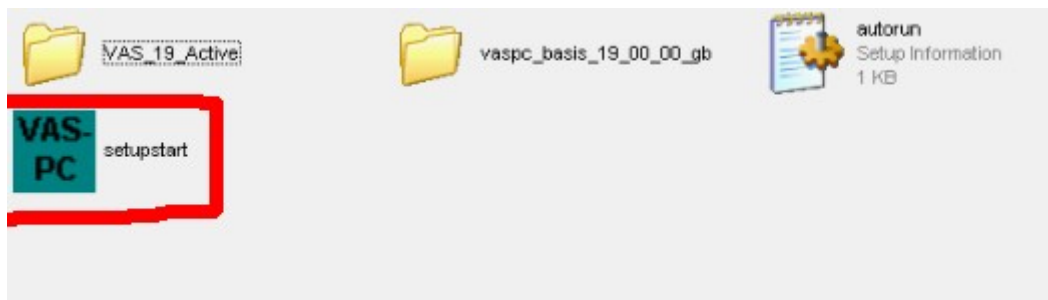 VAS_19_Active
vaspc_basis_19_00_00_gb
autorun
Setup Information
1 KB
VAS-
PC
setupstart